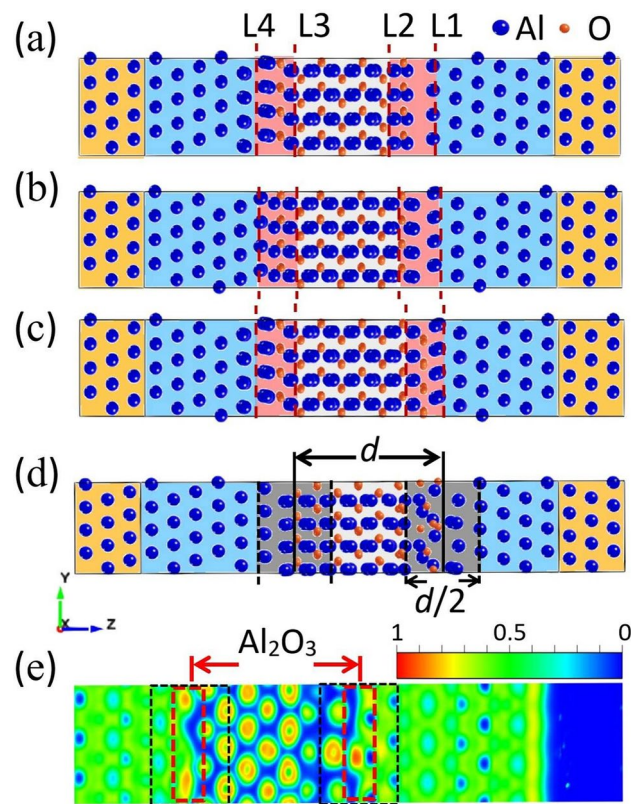 (a) L4 L3 L2 L1 Al O
(b)
(c)
(d) d
d/2
Y
X Z
Al₂O₃ 1 0.5 0
(e)